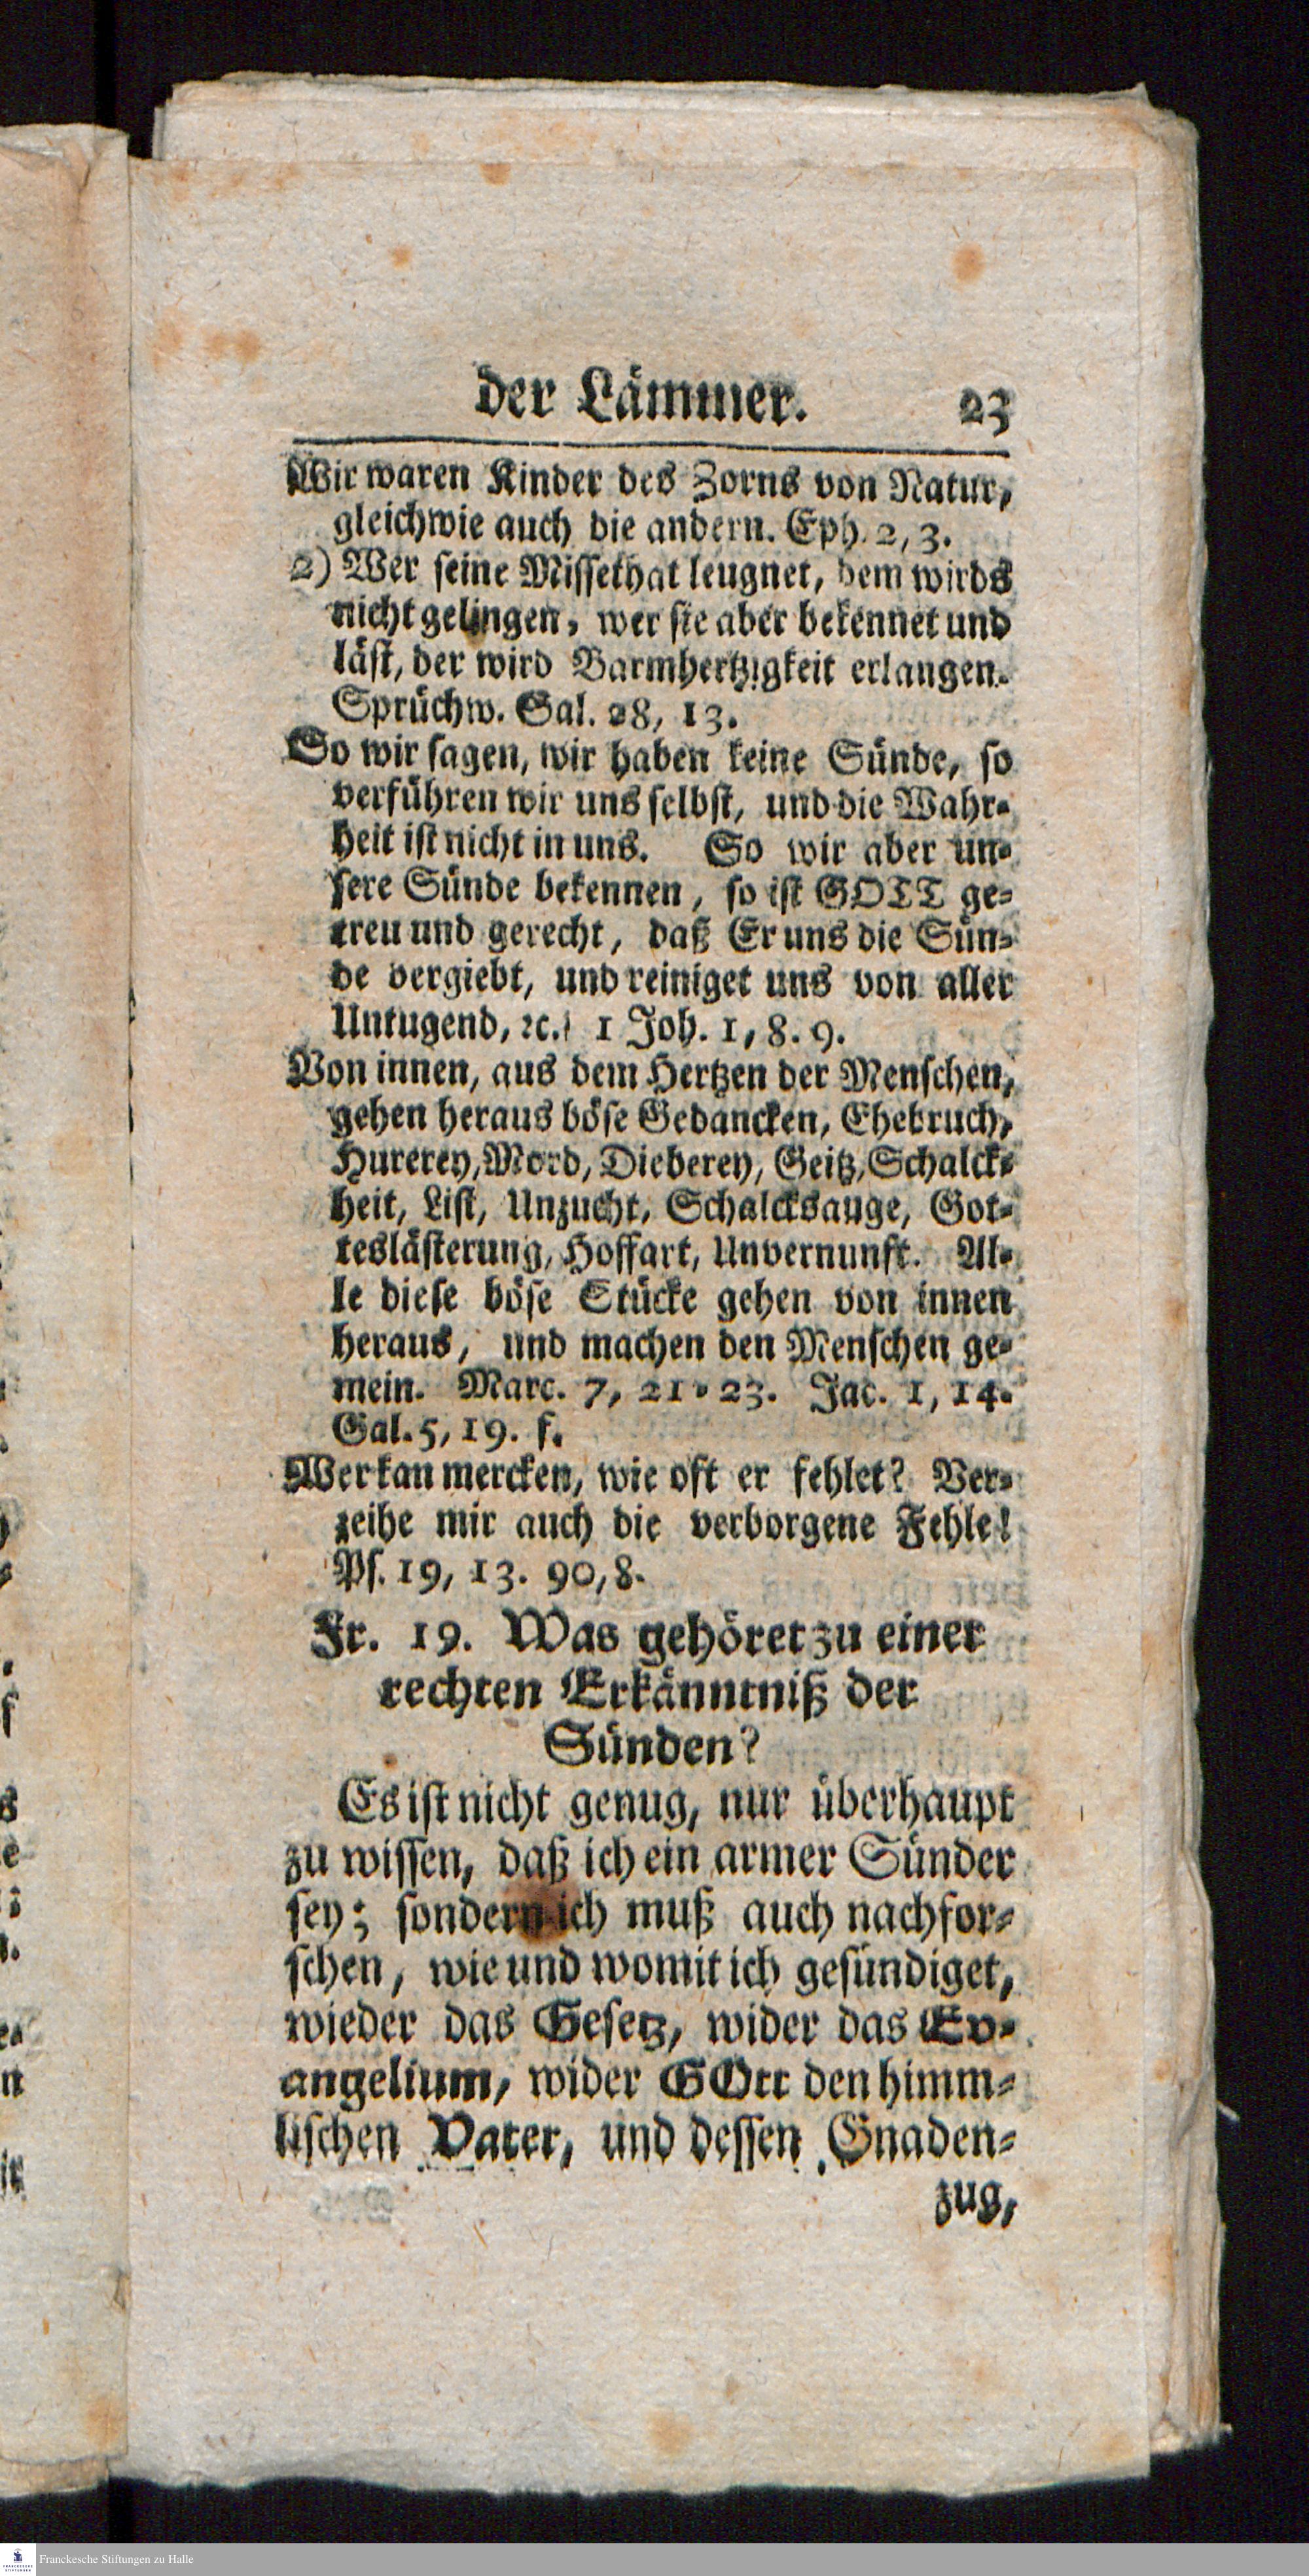 der Lämmer. 23
Wir waren Kinder des Zorns von Natur,
gleichwie auch die andern. Eph. 2, 3.
2) Wer seine Missethat leugnet, dem wirds
nicht gelingen, wer sie aber bekennet und
läst, der wird Barmhertzigkeit erlangen.
Sprüchw. Sal. 28, 13.
So wir sagen, wir haben keine Sünde, so
verführen wir uns selbst, und die Wahr-
heit ist nicht in uns. So wir aber un-
sere Sünde bekennen, so ist GOTT ge-
treu und gerecht, daß Er uns die Sün-
de vergiebt, und reiniget uns von aller
Untugend, ꝛc. 1 Joh. 1, 8. 9.
Von innen, aus dem Hertzen der Menschen,
gehen heraus böse Gedancken, Ehebruch,
Hurerey, Mord, Dieberey, Geitz, Schalck-
heit, List, Unzucht, Schalcksauge, Got-
teslästerung, Hoffart, Unvernunft. Al-
le diese böse Stücke gehen von innen
heraus, und machen den Menschen ge-
mein. Marc. 7, 21-23. Jac. 1, 14.
Gal. 5, 19. f.
Wer kan mercken, wie oft er fehlet? Ver-
zeihe mir auch die verborgene Fehle!
Ps. 19, 13. 90, 8.
Fr. 19. Was gehöret zu einer
rechten Erkänntniß der
Sünden?
Es ist nicht genug, nur überhaupt
zu wissen, daß ich ein armer Sünder
sey; sondern ich muß auch nachfor-
schen, wie und womit ich gesündiget,
wieder das Gesetz, wider das Ev-
angelium, wider GOtt den himm-
lischen Vater, und dessen Gnaden-
zug,
Franckesche Stiftungen zu Halle